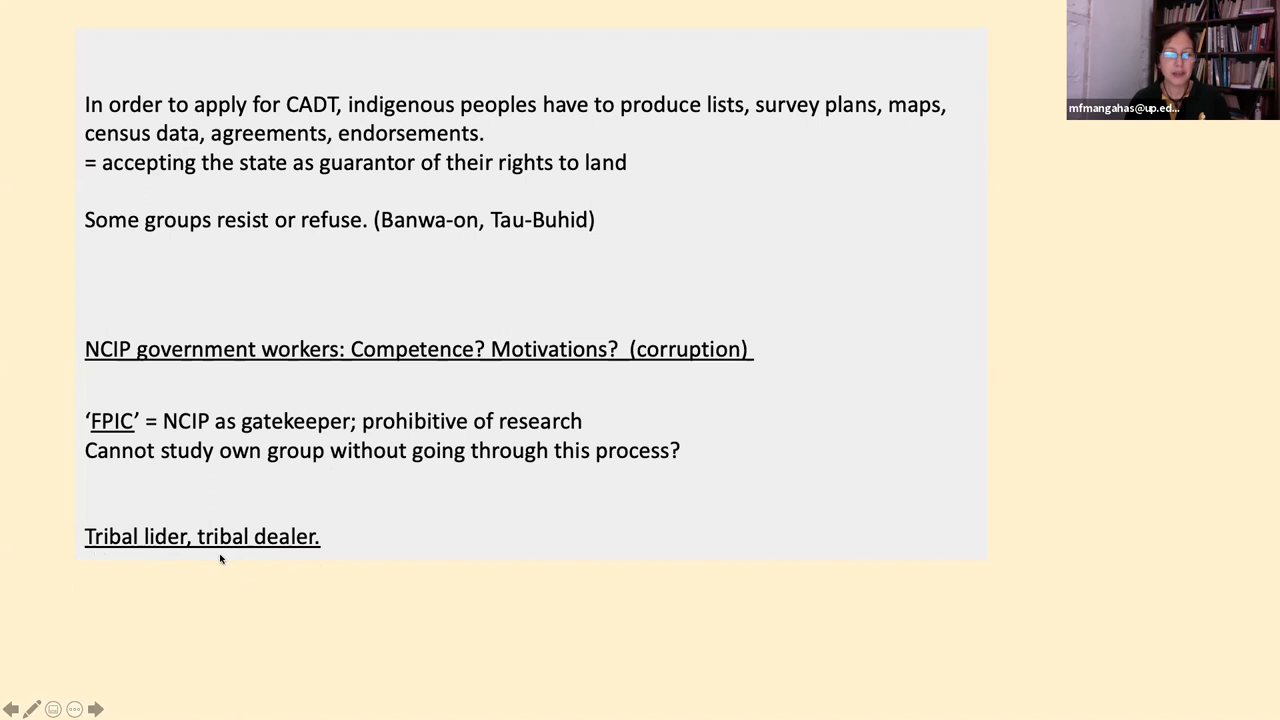 In order to apply for CADT, indigenous peoples have to produce lists, survey plans, maps,
census data, agreements, endorsements.
= accepting the state as guarantor of their rights to land
Some groups resist or refuse. (Banwa-on, Tau-Buhid)
NCIP government workers: Competence? Motivations?  (corruption)
‘FPIC’ = NCIP as gatekeeper; prohibitive of research
Cannot study own group without going through this process?
Tribal lider, tribal dealer.
mfmangahas@up.ed...